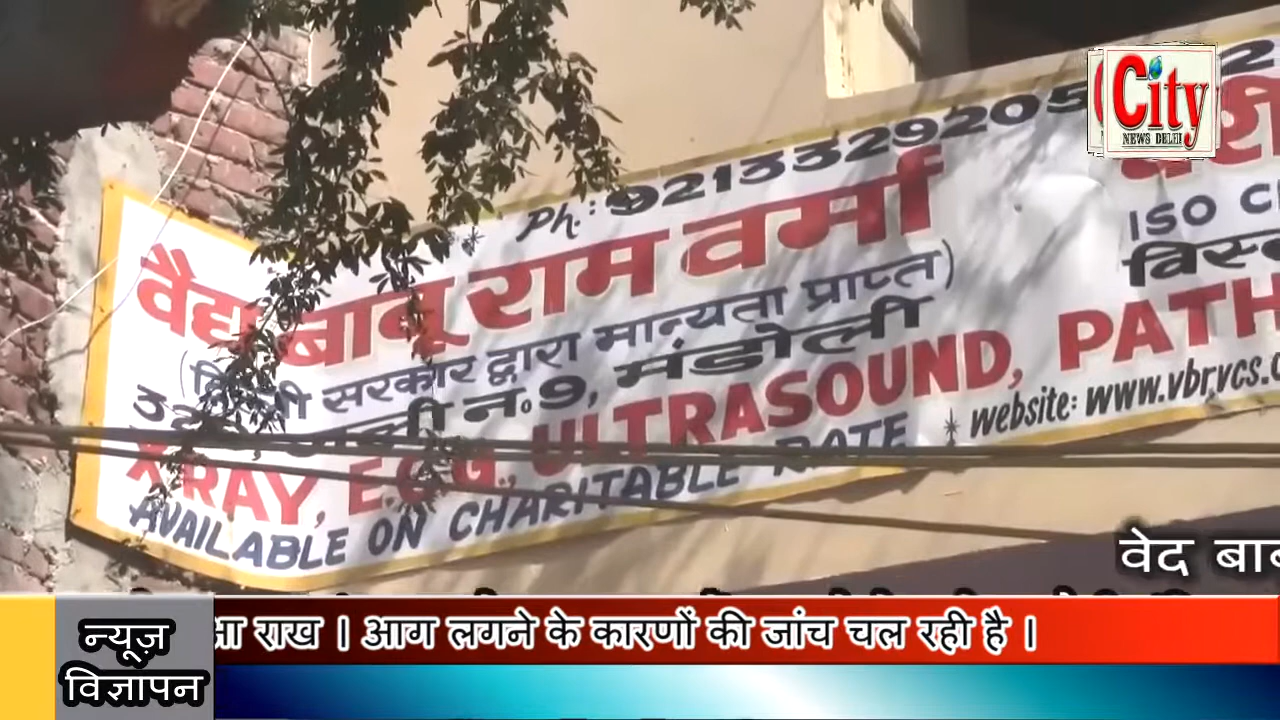 Ph.: 9213329205
City
NEWS DELHI
वैद्य बाबू राम वर्मा
ISO
(दिल्ली सरकार द्वारा मान्यता प्राप्त)
गली न॰ 9, मंडोली
X RAY, E.C.G., ULTRASOUND, PATH
AVAILABLE ON CHARITABLE RATE
website: www.vbrvcs.
वेद
राख । आग लगने के कारणों की जांच चल रही है ।
न्यूज़
विज्ञापन